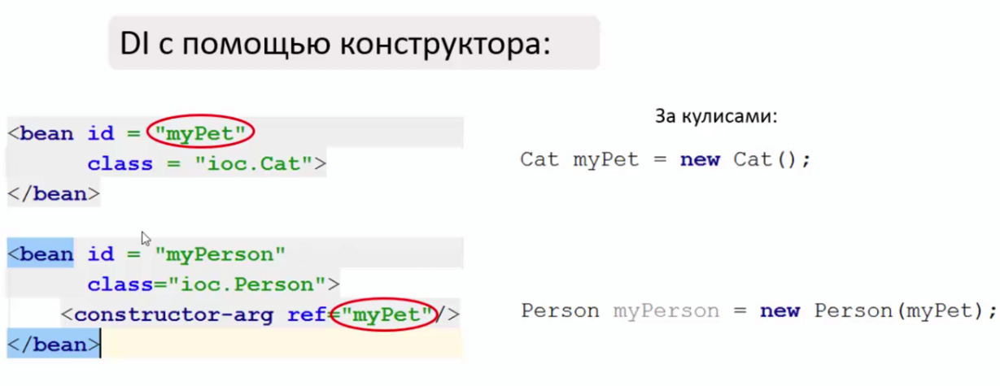 DI с помощью конструктора:
<bean id = "myPet"
class = "ioc.Cat">
</bean>
За кулисами:
Cat myPet = new Cat();
<bean id = "myPerson"
class="ioc.Person">
<constructor-arg ref="myPet"/>
</bean>
Person myPerson = new Person(myPet);